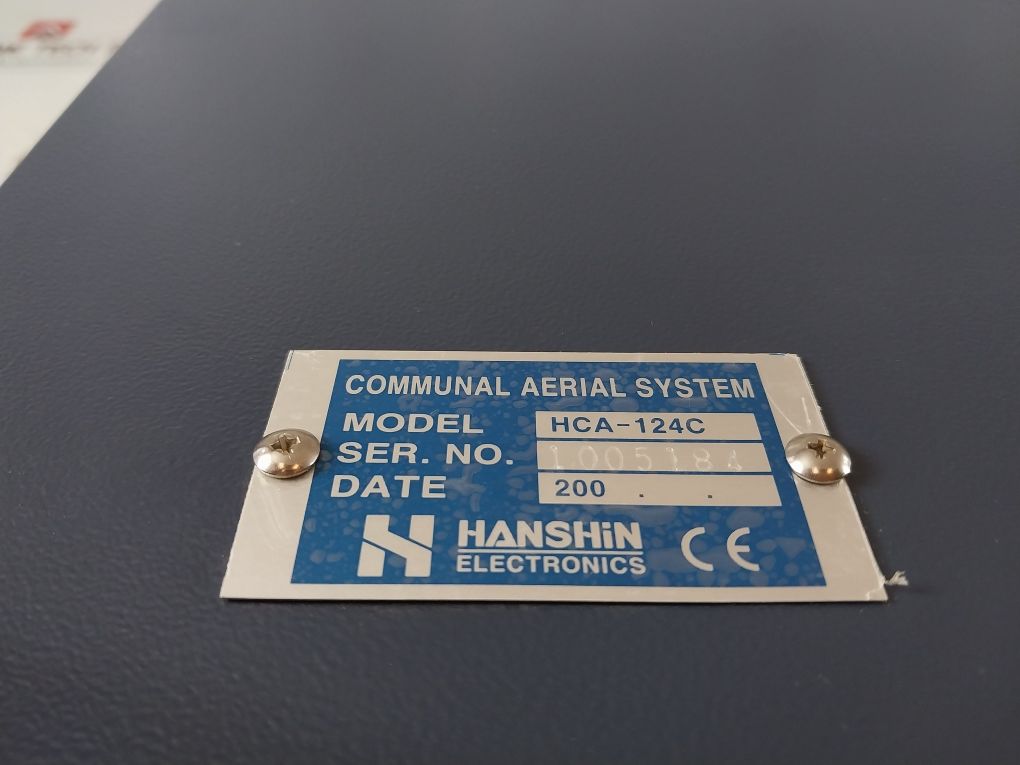 COMMUNAL AERIAL SYSTEM
MODEL HCA-124C
SER. NO.
DATE 200 . .
HANSHiN
ELECTRONICS
CE